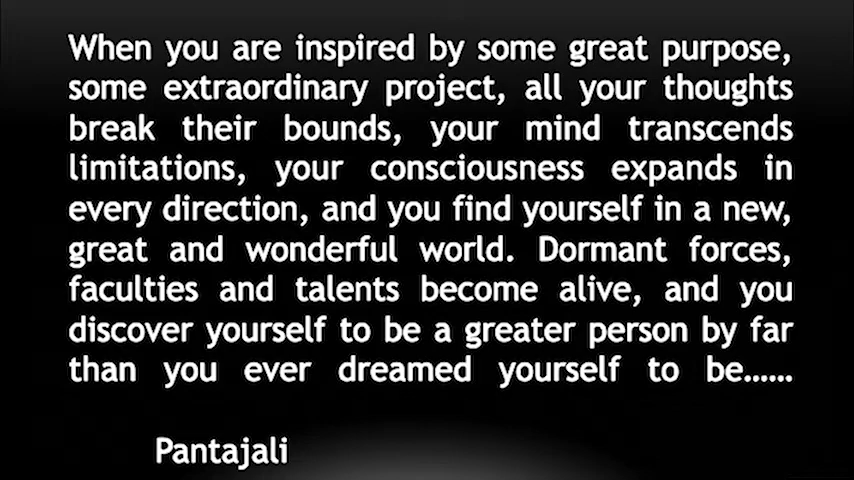 When you are inspired by some great purpose,
some extraordinary project, all your thoughts
break their bounds, your mind transcends
limitations, your consciousness expands in
every direction, and you find yourself in a new,
great and wonderful world. Dormant forces,
faculties and talents become alive, and you
discover yourself to be a greater person by far
than you ever dreamed yourself to be......
Pantajali